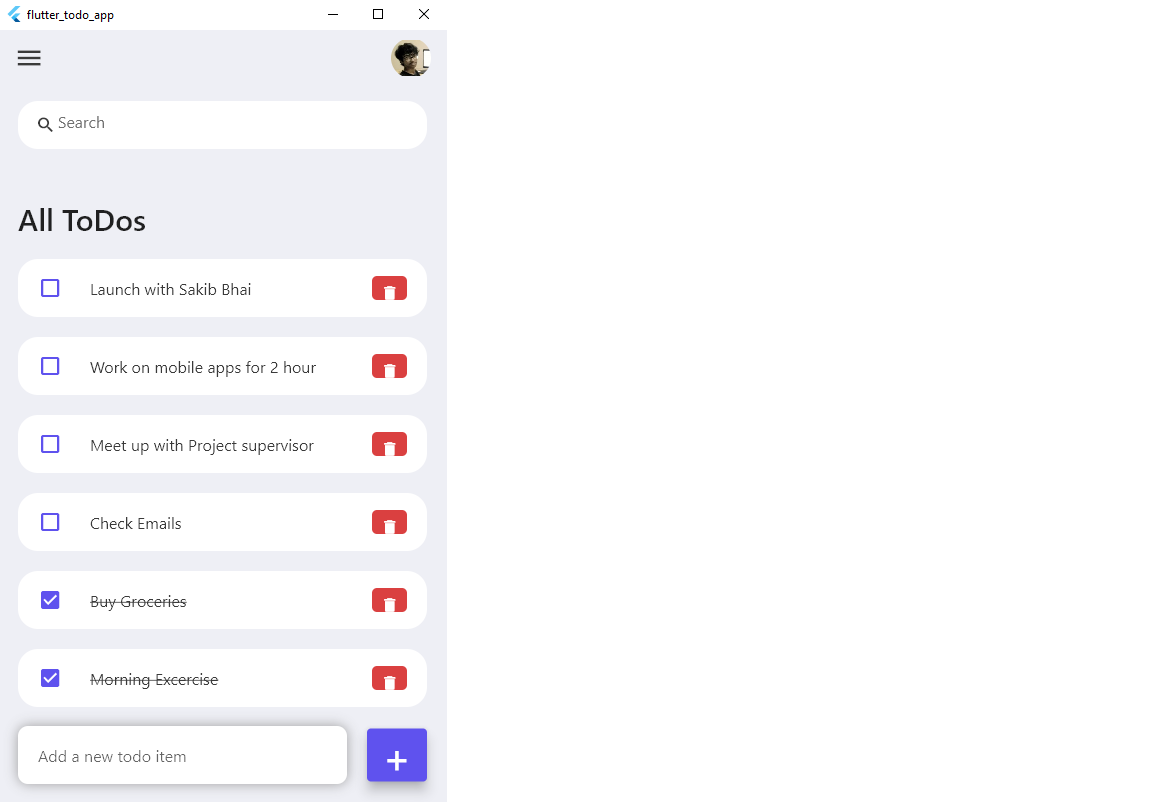 flutter_todo_app
Search
All ToDos
Launch with Sakib Bhai
Work on mobile apps for 2 hour
Meet up with Project supervisor
Check Emails
Buy Groceries
Morning Excercise
Add a new todo item